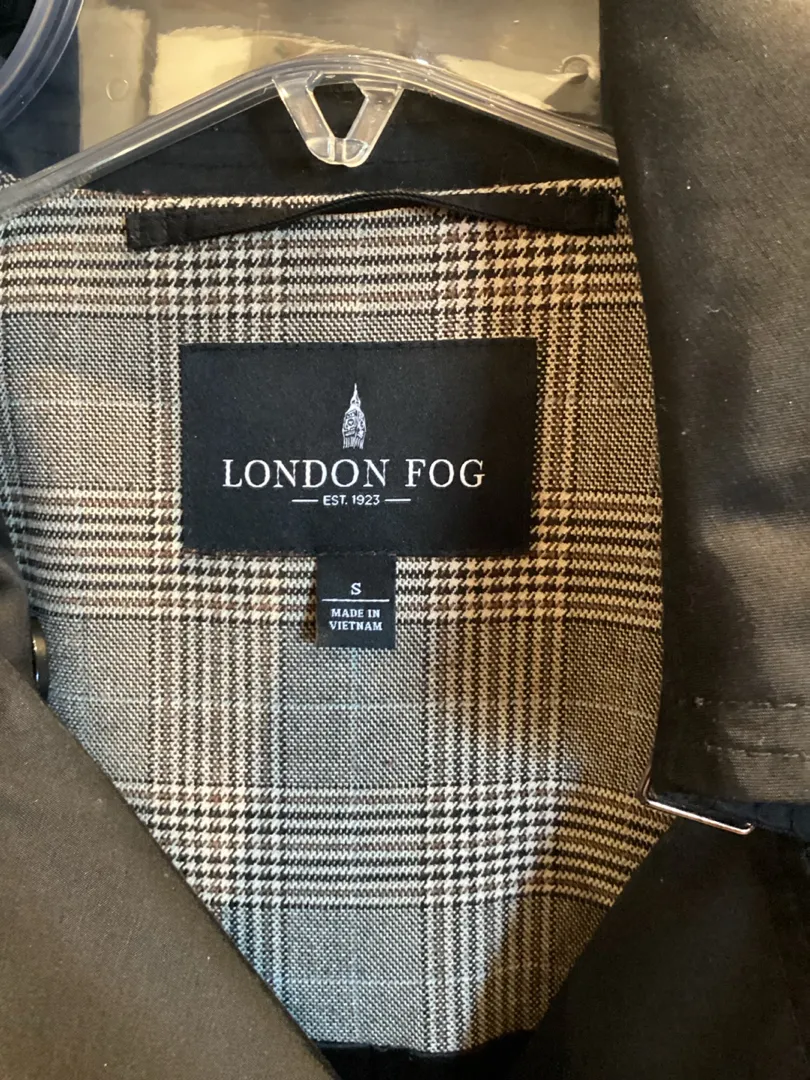 LONDON FOG
EST. 1923
S
MADE IN
VIETNAM